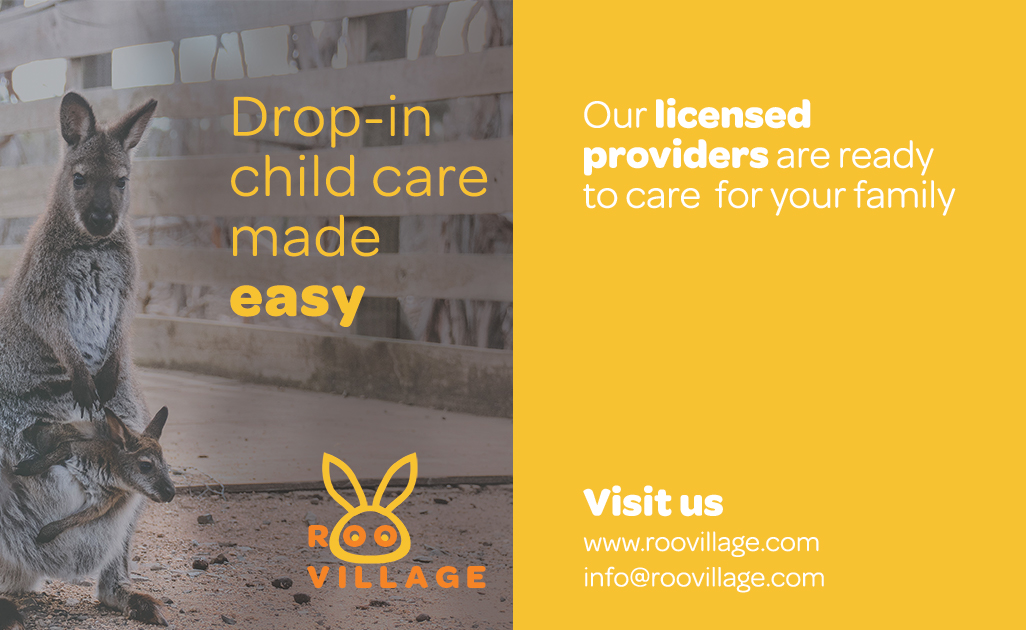 Drop-in
child care
made
easy
ROO
VILLAGE
Our licensed
providers are ready
to care for your family
Visit us
www.roovillage.com
info@roovillage.com